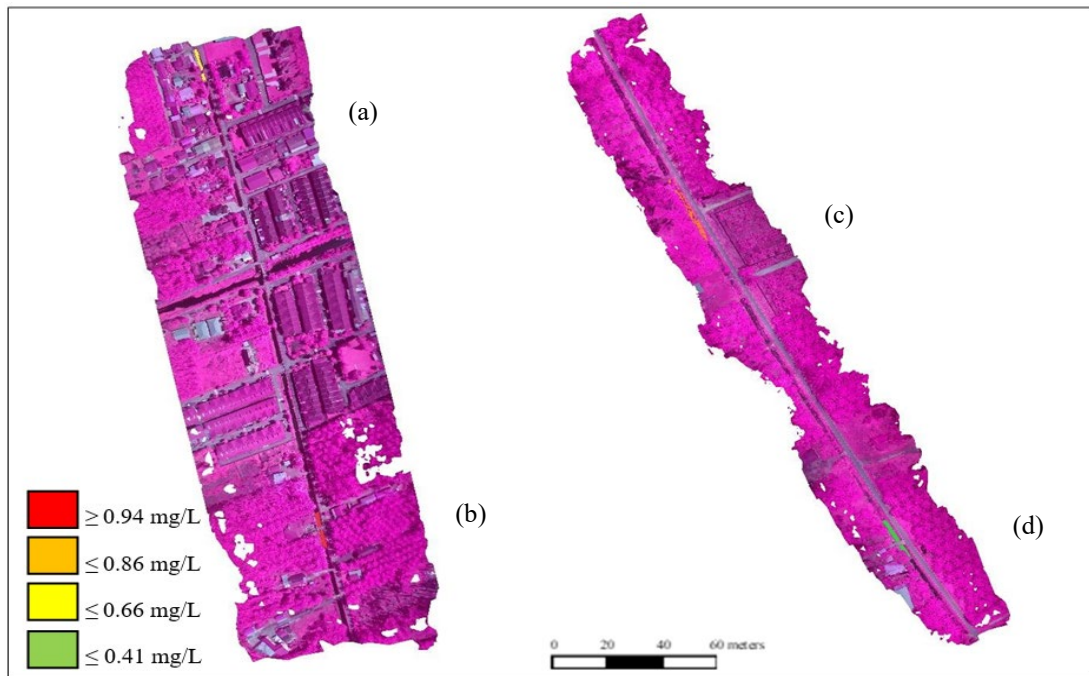 (a)
(c)
(b)
(d)
≥ 0.94 mg/L
≤ 0.86 mg/L
≤ 0.66 mg/L
≤ 0.41 mg/L
0 20 40 60 meters